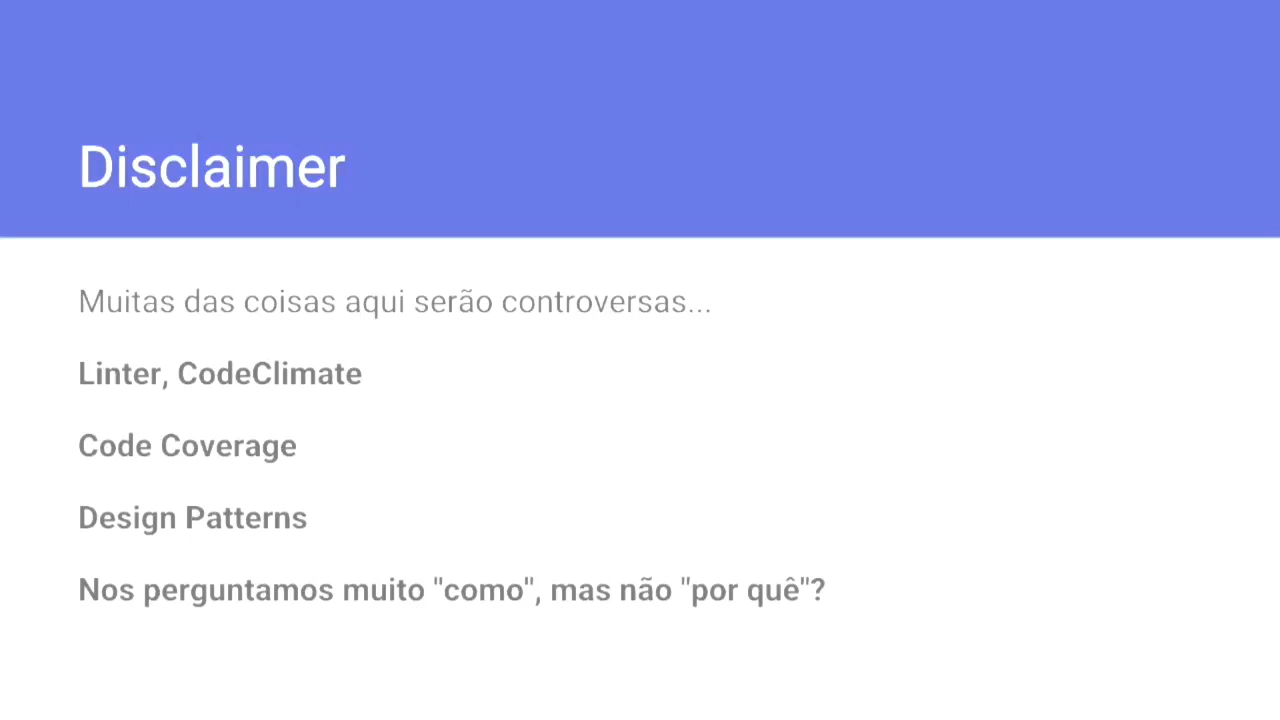 Disclaimer
Muitas das coisas aqui serão controversas...
Linter, CodeClimate
Code Coverage
Design Patterns
Nos perguntamos muito "como", mas não "por quê"?